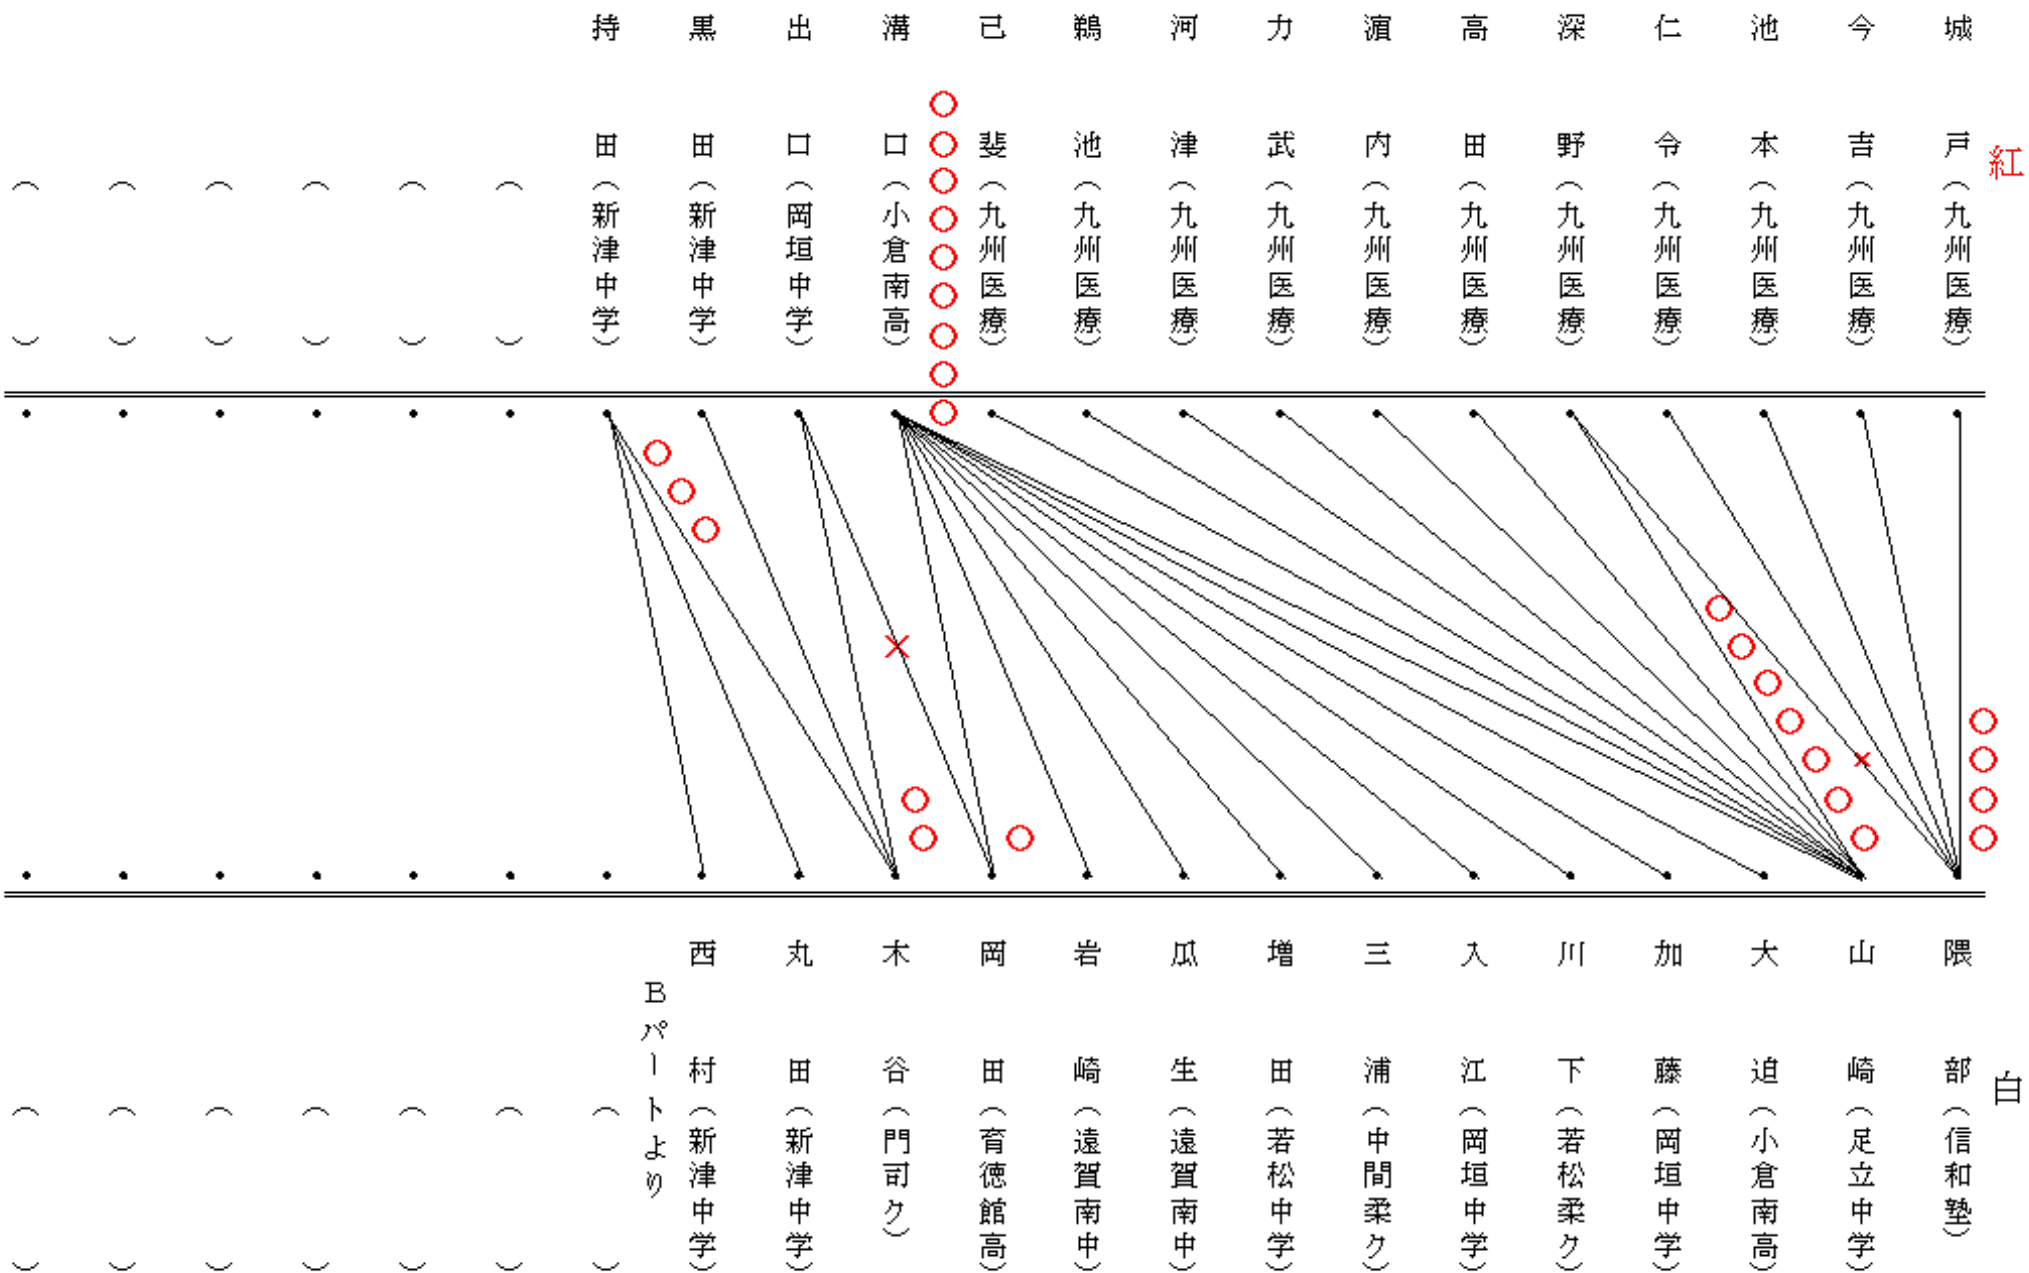 紅
城戸(九州医療)
今吉(九州医療)
池本(九州医療)
仁令(九州医療)
深野(九州医療)
高田(九州医療)
濵内(九州医療)
力武(九州医療)
河津(九州医療)
鵜池(九州医療)
己斐(九州医療)
溝口(小倉南高)
出口(岡垣中学)
黒田(新津中学)
持田(新津中学)
白
隈部(信和塾)
山崎(足立中学)
大迫(小倉南高)
加藤(岡垣中学)
川下(若松柔ク)
入江(岡垣中学)
三浦(中間柔ク)
増田(若松中学)
瓜生(遠賀南中)
岩崎(遠賀南中)
岡田(育徳館高)
木谷(門司ク)
丸田(新津中学)
西村(新津中学)
Bパートより